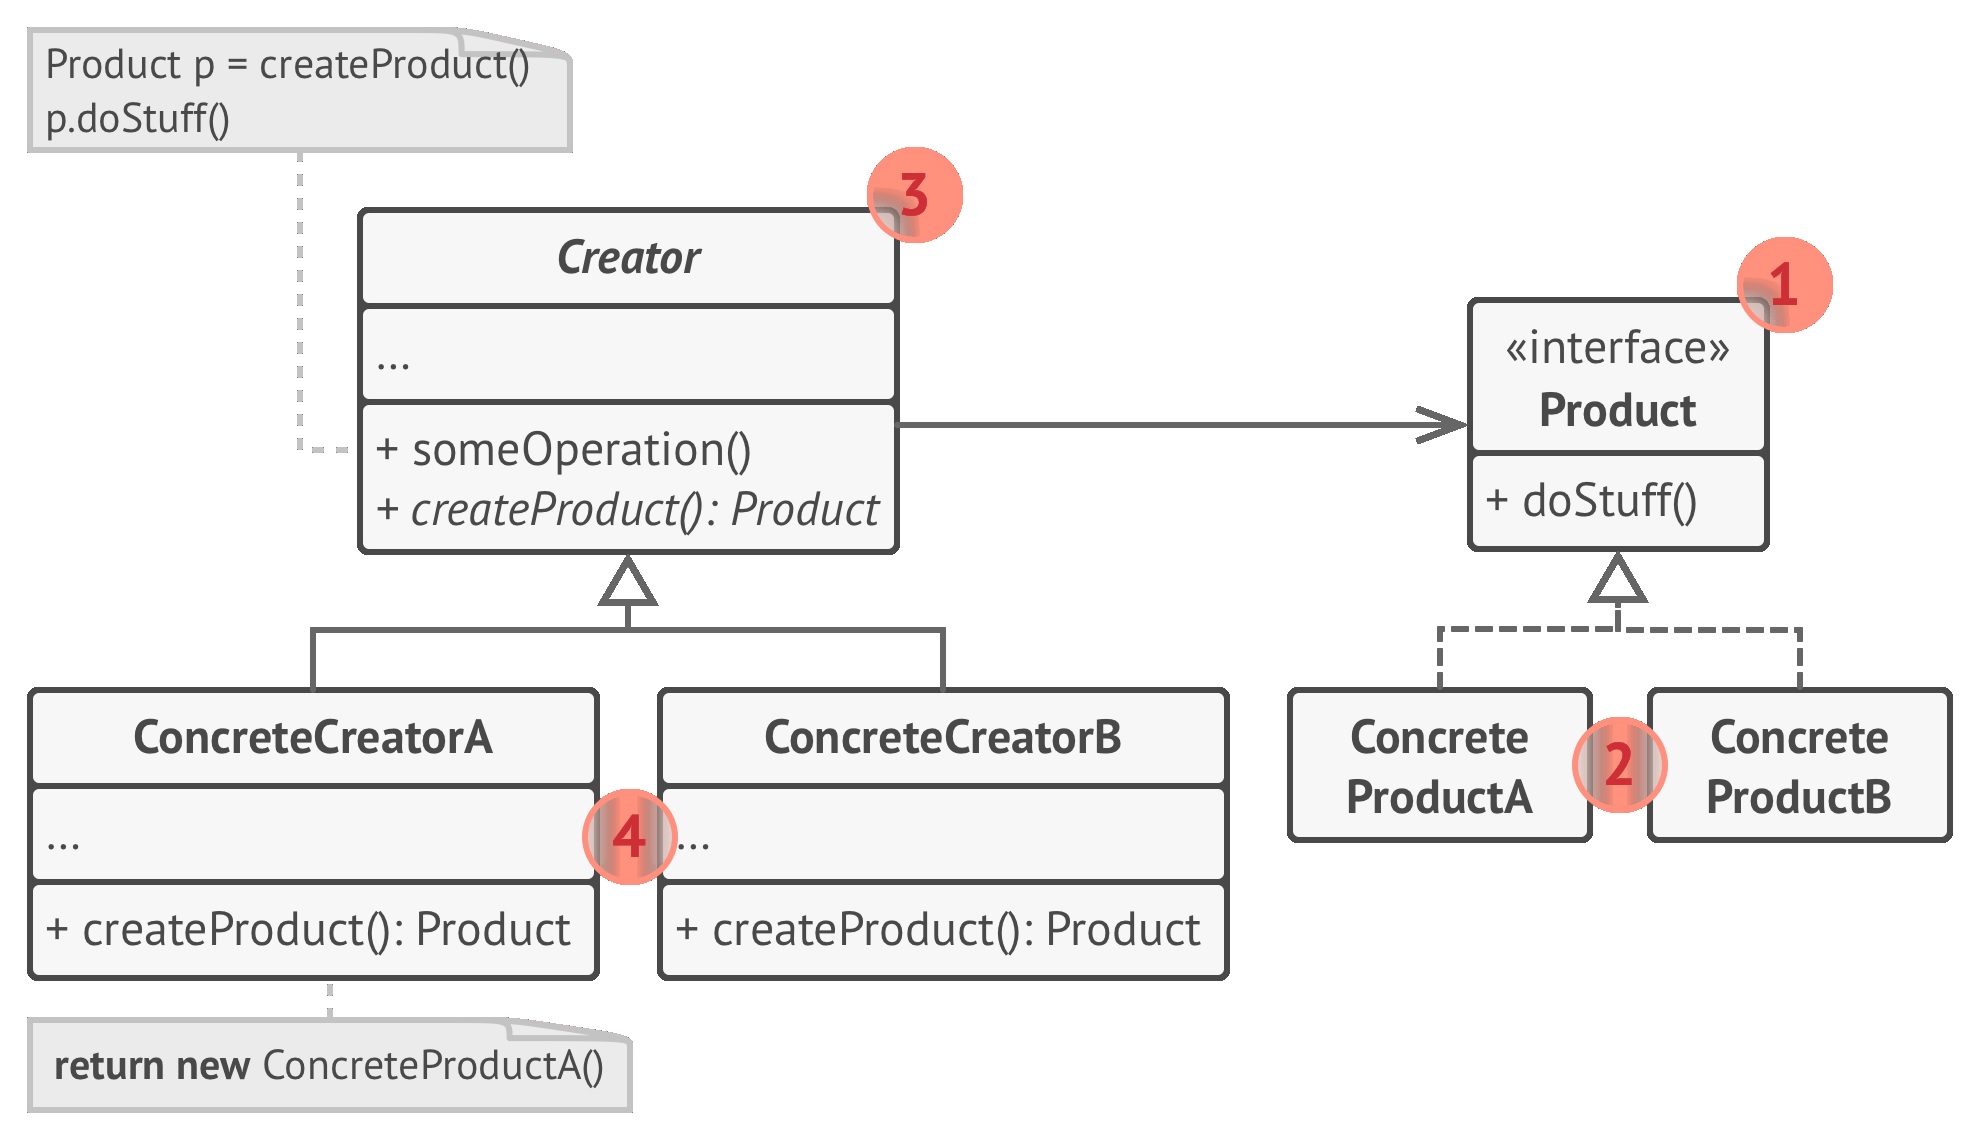 Product p = createProduct()
p.doStuff()
3
Creator
...
+ someOperation()
+ createProduct(): Product
1
«interface»
Product
+ doStuff()
ConcreteCreatorA
...
+ createProduct(): Product
4
ConcreteCreatorB
...
+ createProduct(): Product
Concrete
ProductA
2
Concrete
ProductB
return new ConcreteProductA()